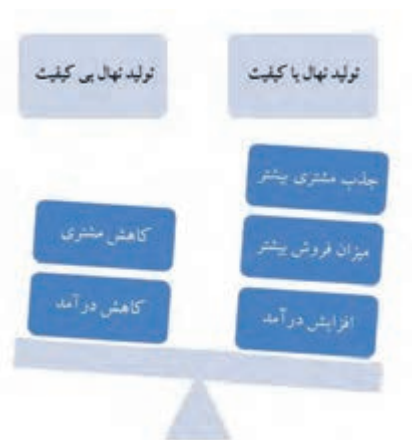 تولید نهال با کیفیت
تولید نهال بی کیفیت
جذب مشتری بیشتر
میزان فروش بیشتر
کاهش مشتری
افزایش درآمد
کاهش درآمد